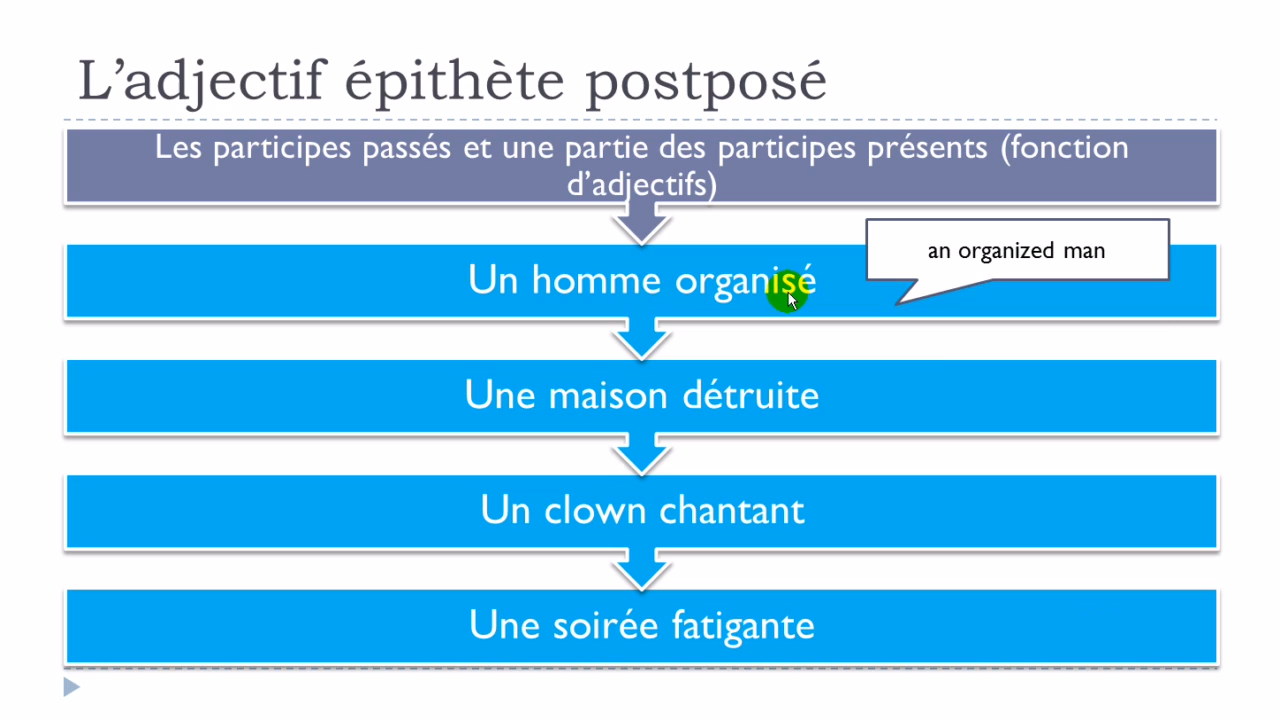 L’adjectif épithète postposé
Les participes passés et une partie des participes présents (fonction
d’adjectifs)
an organized man
Un homme organisé
Une maison détruite
Un clown chantant
Une soirée fatigante